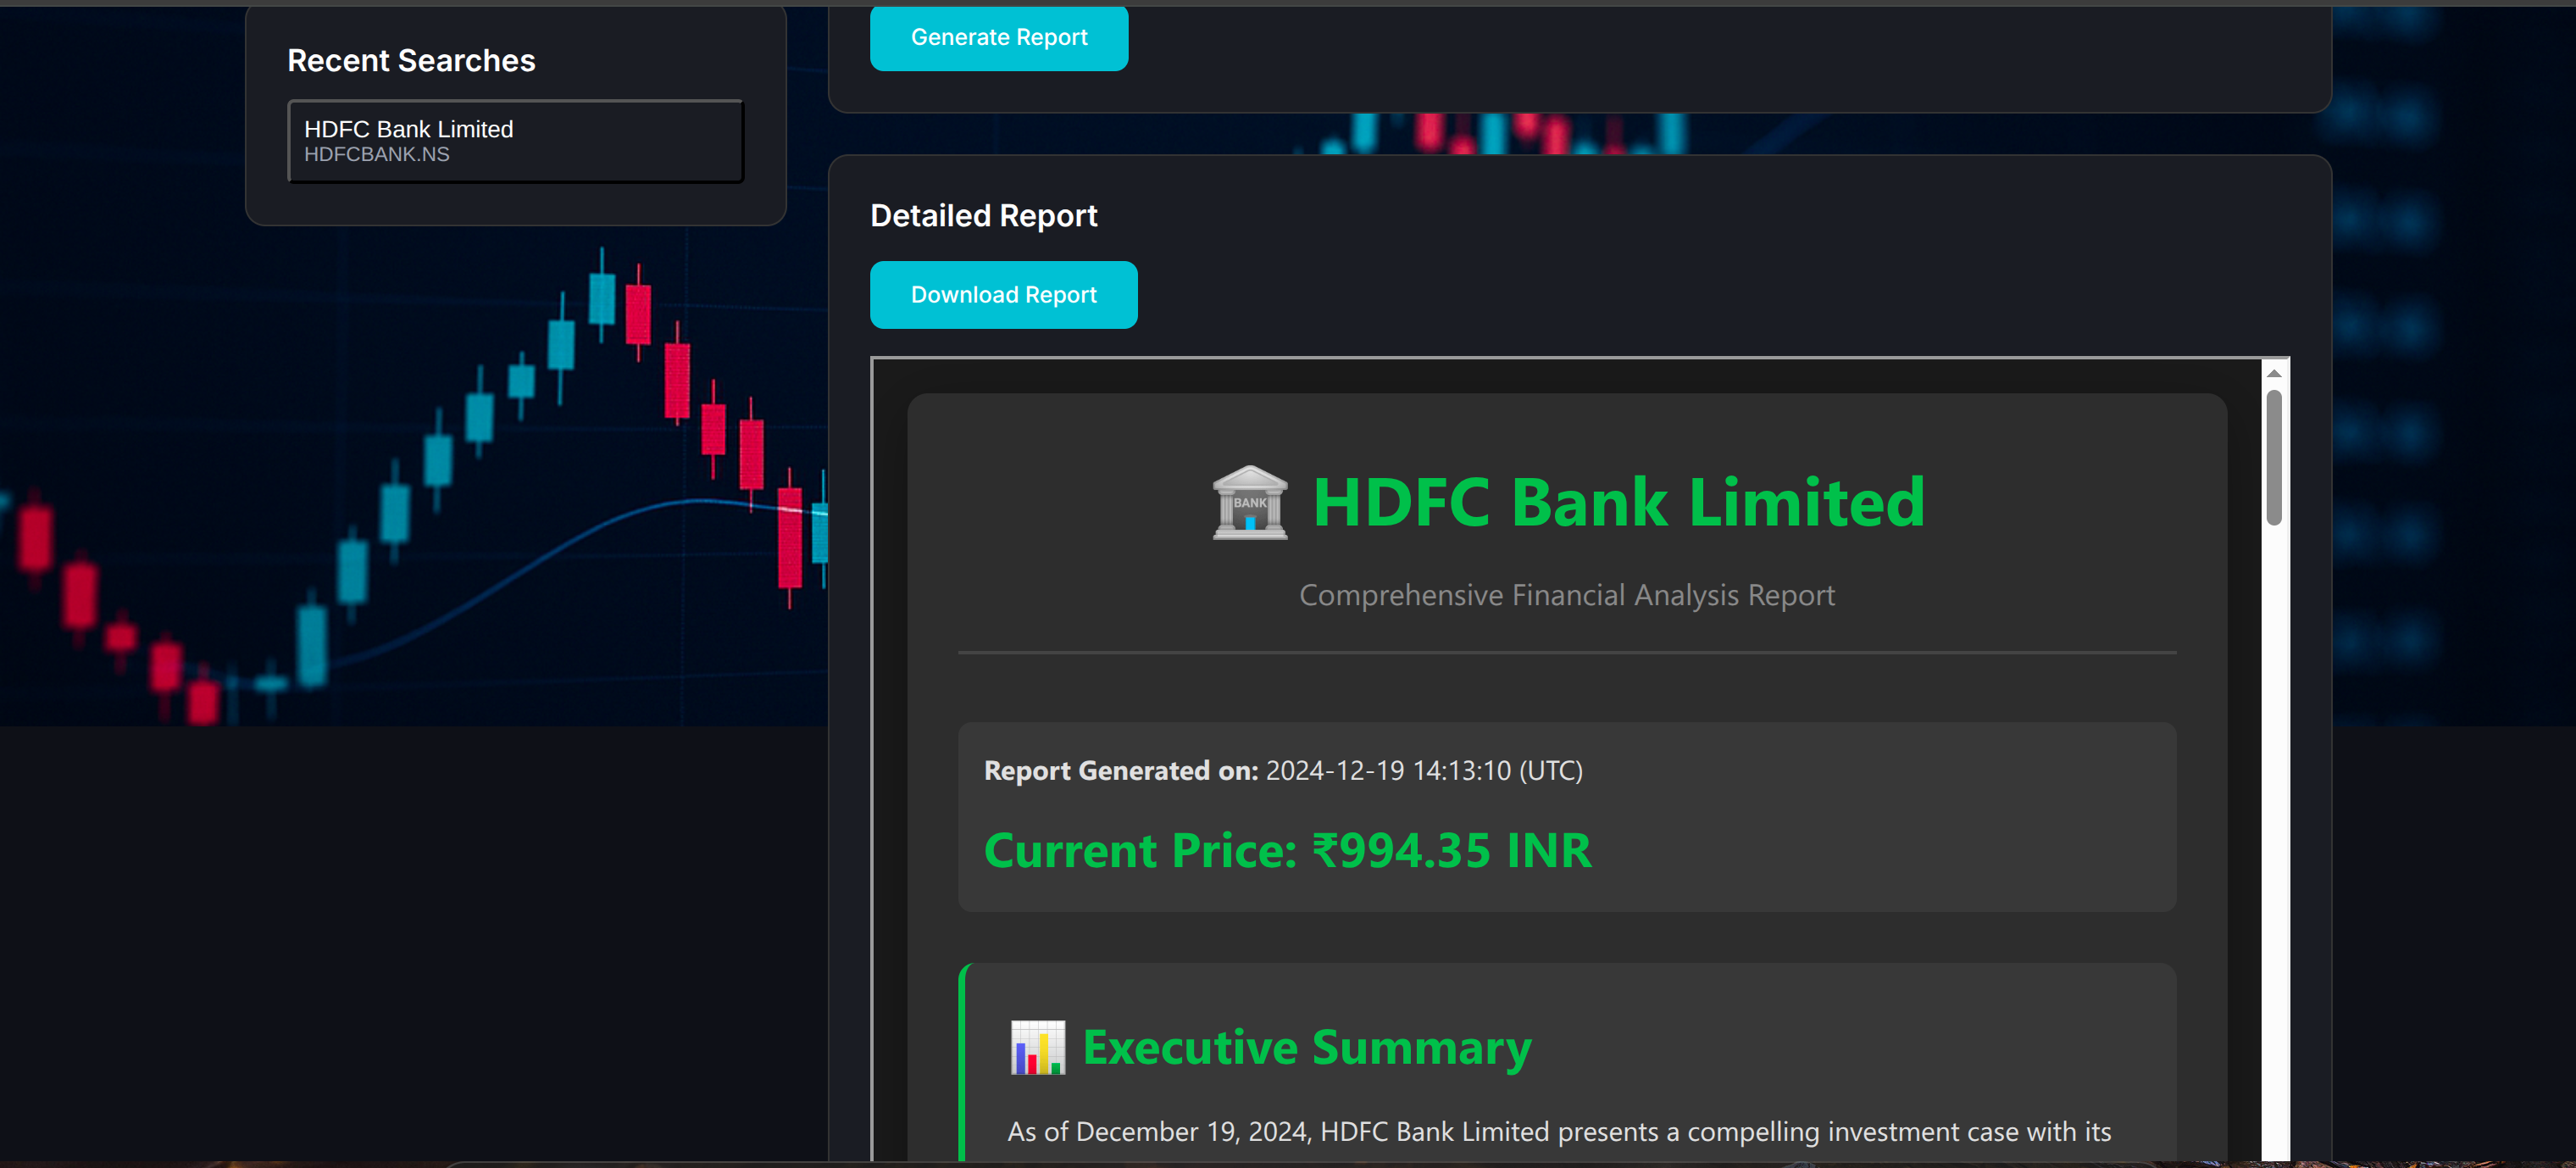 Recent Searches
HDFC Bank Limited
HDFCBANK.NS
Generate Report
Detailed Report
Download Report
BANK
HDFC Bank Limited
Comprehensive Financial Analysis Report
Report Generated on: 2024-12-19 14:13:10 (UTC)
Current Price: ₹994.35 INR
Executive Summary
As of December 19, 2024, HDFC Bank Limited presents a compelling investment case with its